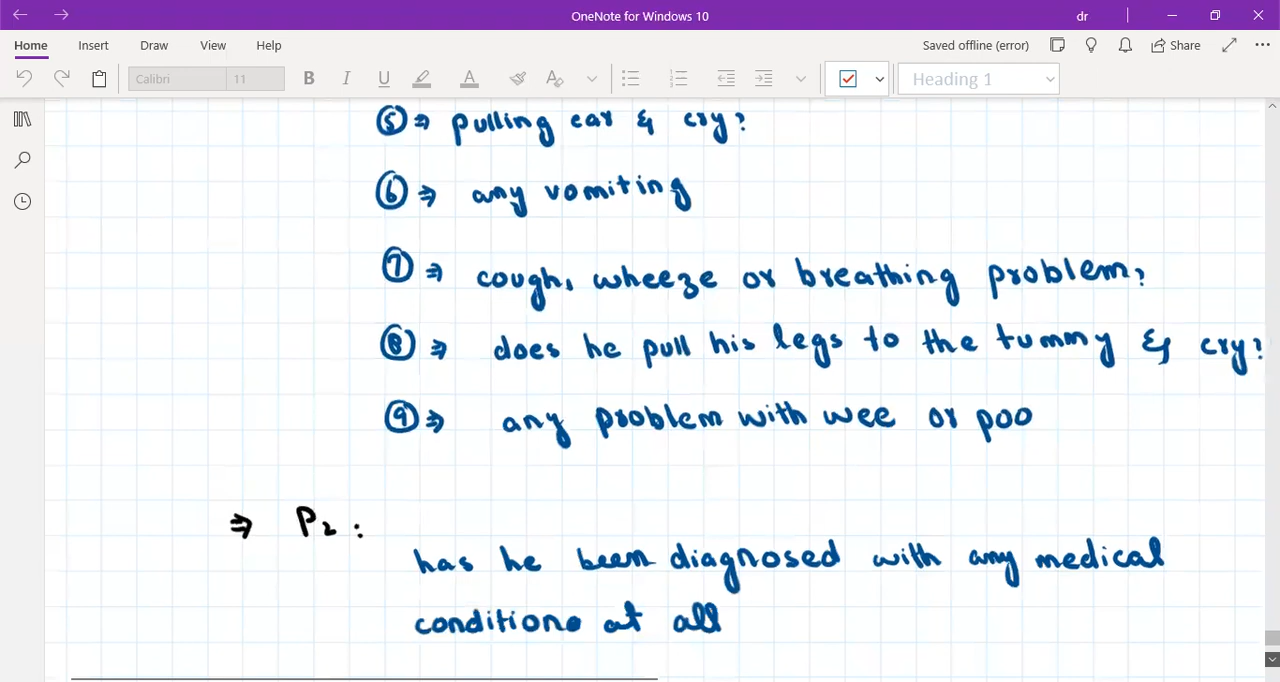 OneNote for Windows 10
dr
Home Insert Draw View Help
Saved offline (error)
Share
Calibri 11
B I U A
Heading 1
⑤⇒ pulling ear & cry?
⑥⇒ any vomiting
⑦⇒ cough, wheeze or breathing problem?
⑧⇒ does he pull his legs to the tummy & cry?
⑨⇒ any problem with wee or poo
⇒ P2:
has he been diagnosed with any medical
conditions at all